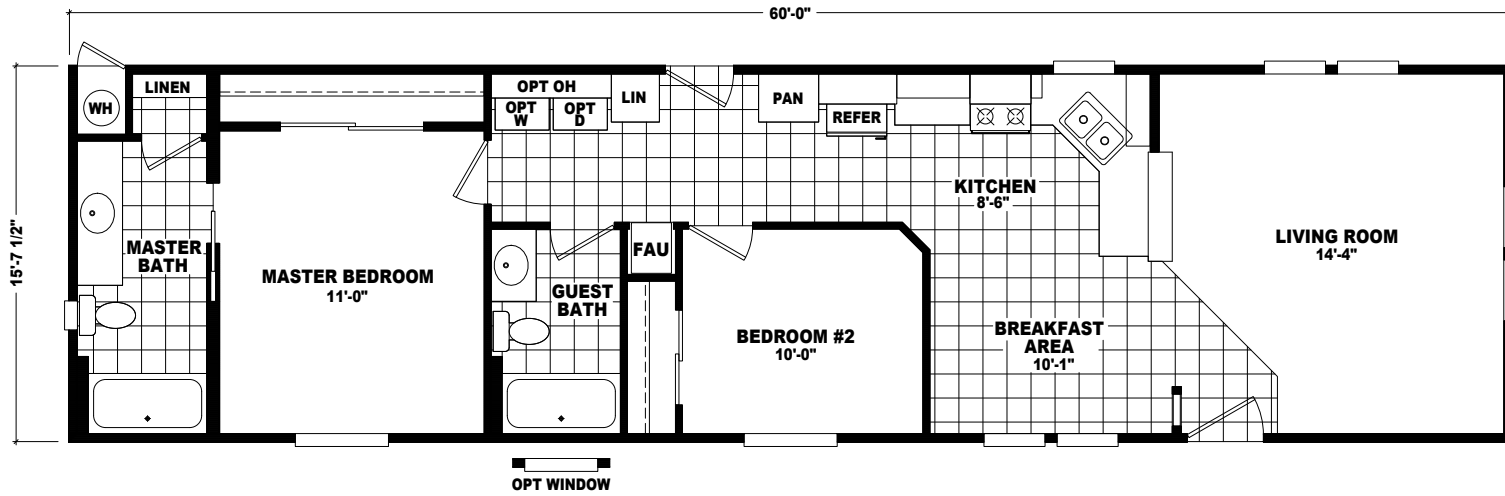 60'-0"
15'-7 1/2"
WH
LINEN
OPT OH
OPT
W
OPT
D
LIN
PAN
REFER
KITCHEN
8'-6"
LIVING ROOM
14'-4"
MASTER
BATH
MASTER BEDROOM
11'-0"
GUEST
BATH
FAU
BEDROOM #2
10'-0"
BREAKFAST
AREA
10'-1"
OPT WINDOW